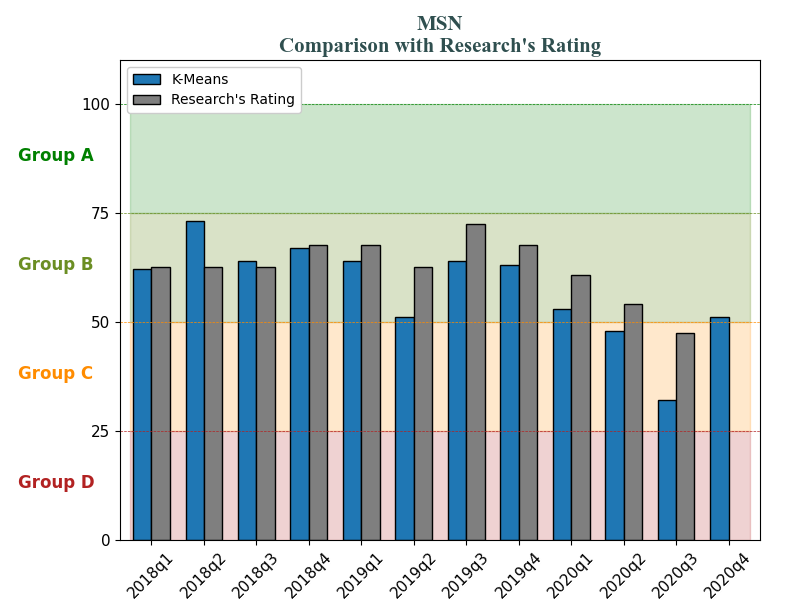 MSN
Comparison with Research's Rating
K-Means
Research's Rating
100
Group A
75
Group B
50
Group C
25
Group D
0
2018q1
2018q2
2018q3
2018q4
2019q1
2019q2
2019q3
2019q4
2020q1
2020q2
2020q3
2020q4